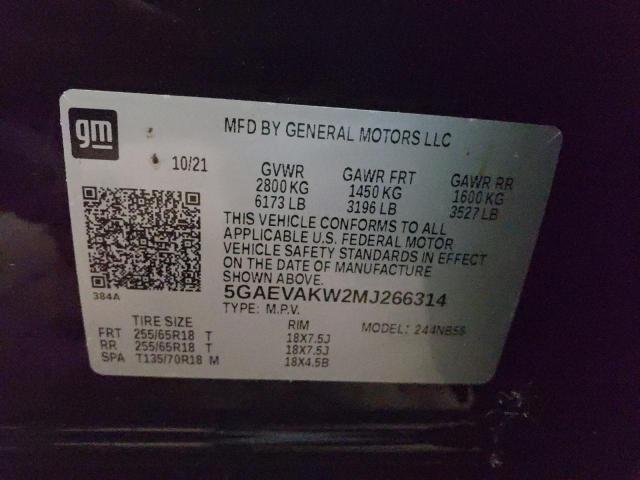 gm
MFD BY GENERAL MOTORS LLC
10/21 GVWR GAWR FRT GAWR RR
2800 KG 1450 KG 1600 KG
6173 LB 3196 LB 3527 LB
THIS VEHICLE CONFORMS TO ALL
APPLICABLE U.S. FEDERAL MOTOR
VEHICLE SAFETY STANDARDS IN EFFECT
ON THE DATE OF MANUFACTURE
SHOWN ABOVE.
384A
5GAEVAKW2MJ266314
TYPE: M.P.V. MODEL: 244NB56
TIRE SIZE RIM
FRT 255/65R18 T 18X7.5J
RR 255/65R18 T 18X7.5J
SPA T135/70R18 M 18X4.5B